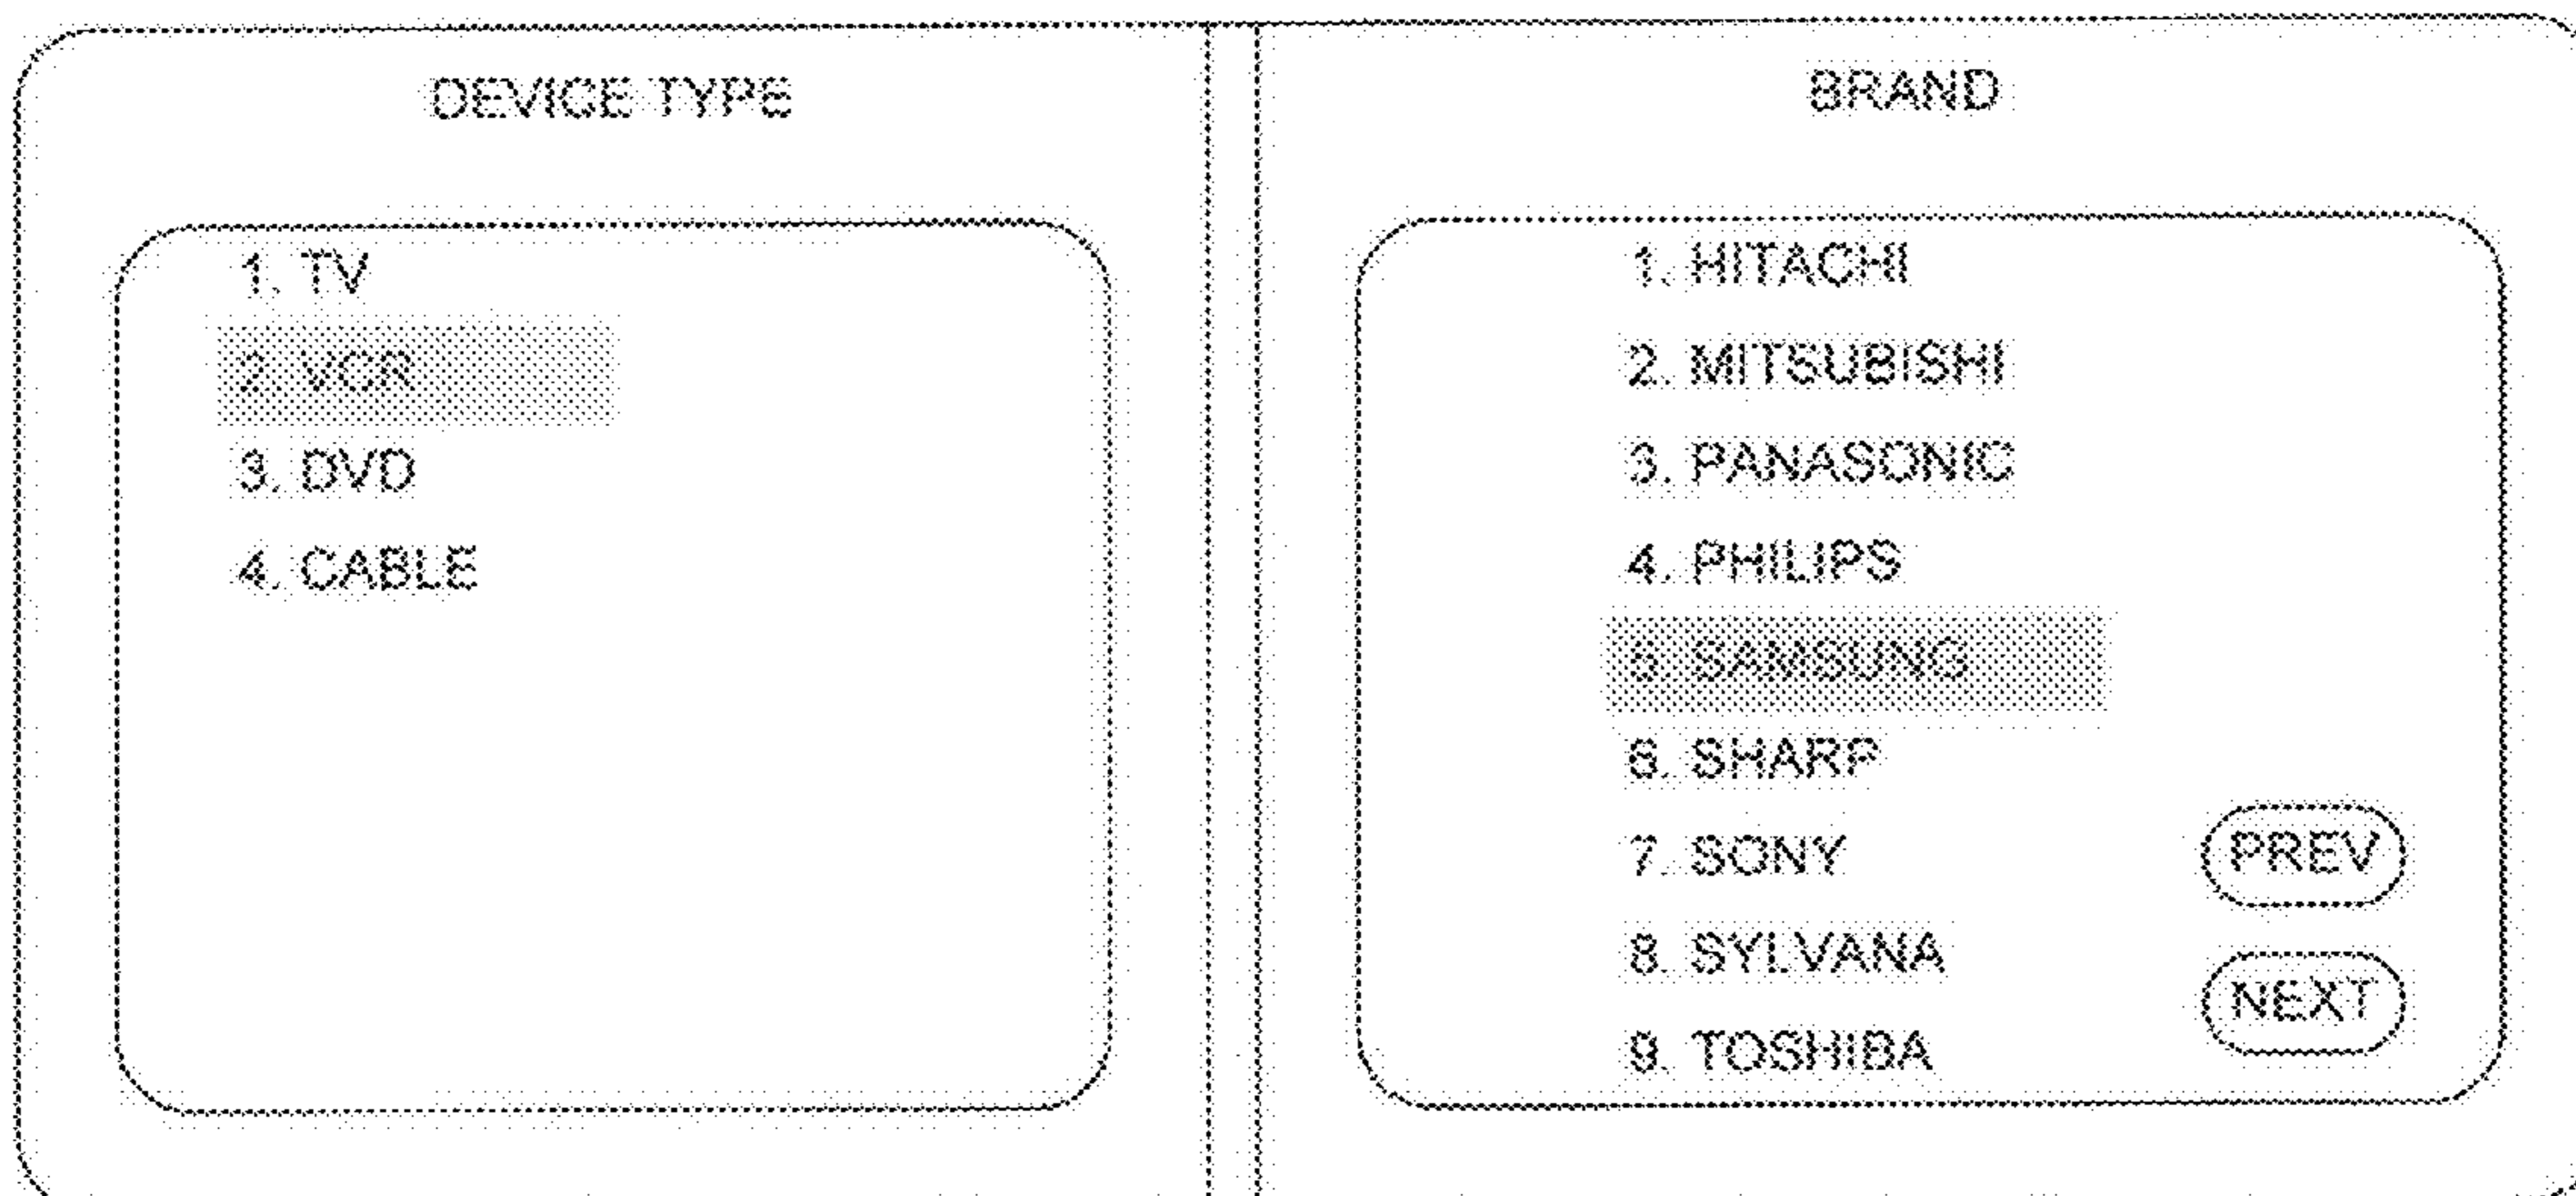 DEVICE TYPE
1. TV
2. VCR
3. DVD
4. CABLE
BRAND
1. HITACHI
2. MITSUBISHI
3. PANASONIC
4. PHILIPS
5. SAMSUNG
6. SHARP
7. SONY
8. SYLVANA
9. TOSHIBA
PREV
NEXT